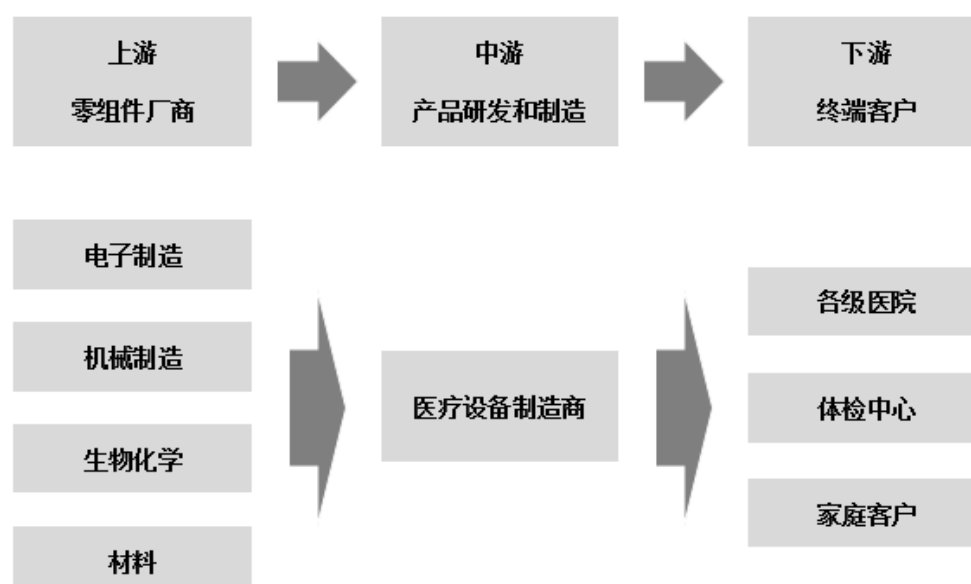 上游
零组件厂商
中游
产品研发和制造
下游
终端客户
电子制造
机械制造
生物化学
材料
医疗设备制造商
各级医院
体检中心
家庭客户